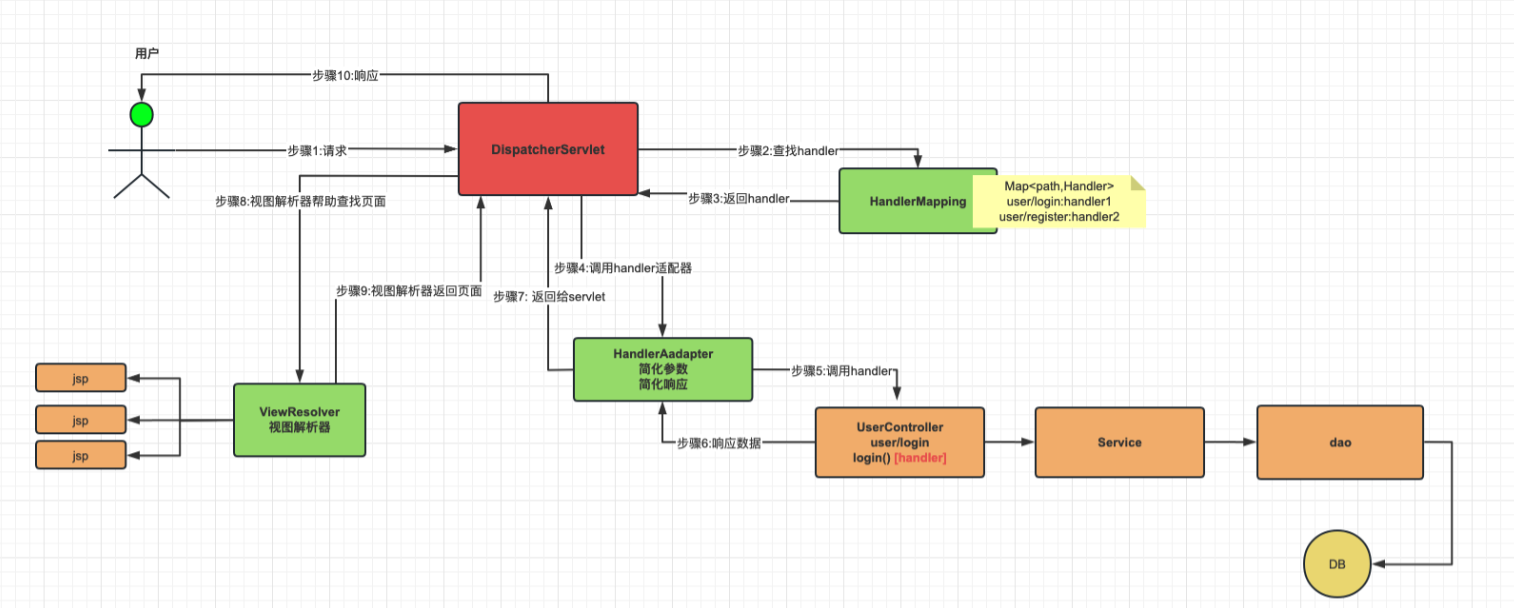 用户
步骤10:响应
DispatcherServlet
步骤1:请求
步骤2:查找handler
HandlerMapping
Map<path,Handler>
user/login:handler1
user/register:handler2
步骤3:返回handler
步骤8:视图解析器帮助查找页面
步骤4:调用handler适配器
步骤9:视图解析器返回页面
步骤7: 返回给servlet
HandlerAadapter
简化参数
简化响应
步骤5:调用handler
jsp
jsp
jsp
ViewResolver
视图解析器
步骤6:响应数据
UserController
user/login
login() [handler]
Service
dao
DB